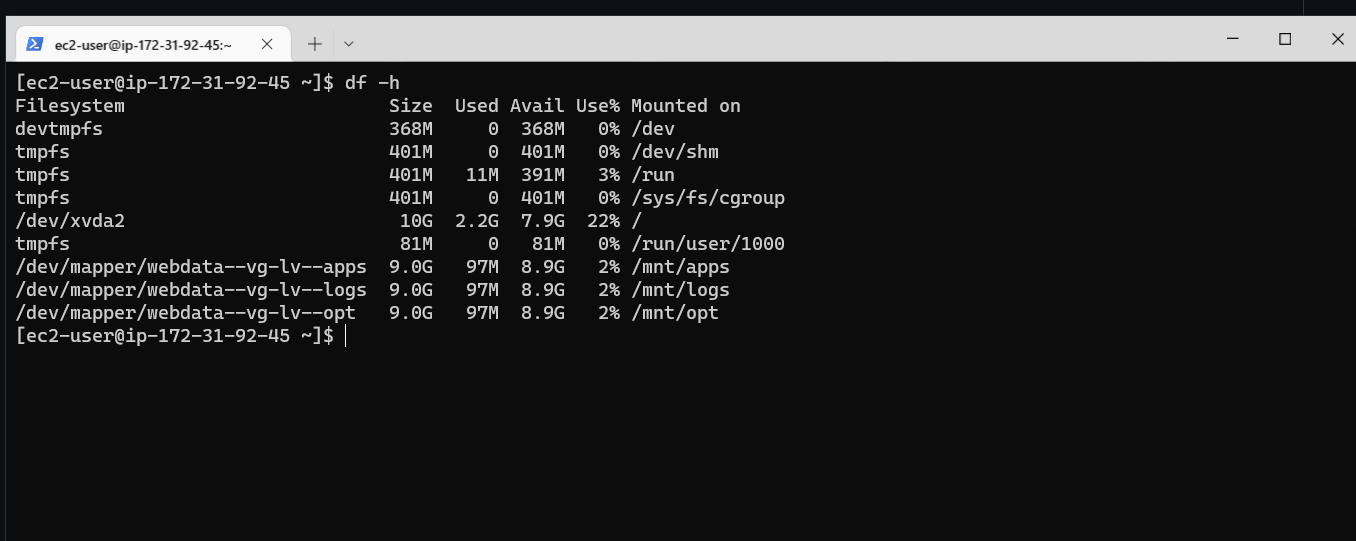 ec2-user@ip-172-31-92-45:~
[ec2-user@ip-172-31-92-45 ~]$ df -h
Filesystem                        Size  Used Avail Use% Mounted on
devtmpfs                          368M     0  368M   0% /dev
tmpfs                             401M     0  401M   0% /dev/shm
tmpfs                             401M   11M  391M   3% /run
tmpfs                             401M     0  401M   0% /sys/fs/cgroup
/dev/xvda2                         10G  2.2G  7.9G  22% /
tmpfs                              81M     0   81M   0% /run/user/1000
/dev/mapper/webdata--vg-lv--apps  9.0G   97M  8.9G   2% /mnt/apps
/dev/mapper/webdata--vg-lv--logs  9.0G   97M  8.9G   2% /mnt/logs
/dev/mapper/webdata--vg-lv--opt   9.0G   97M  8.9G   2% /mnt/opt
[ec2-user@ip-172-31-92-45 ~]$